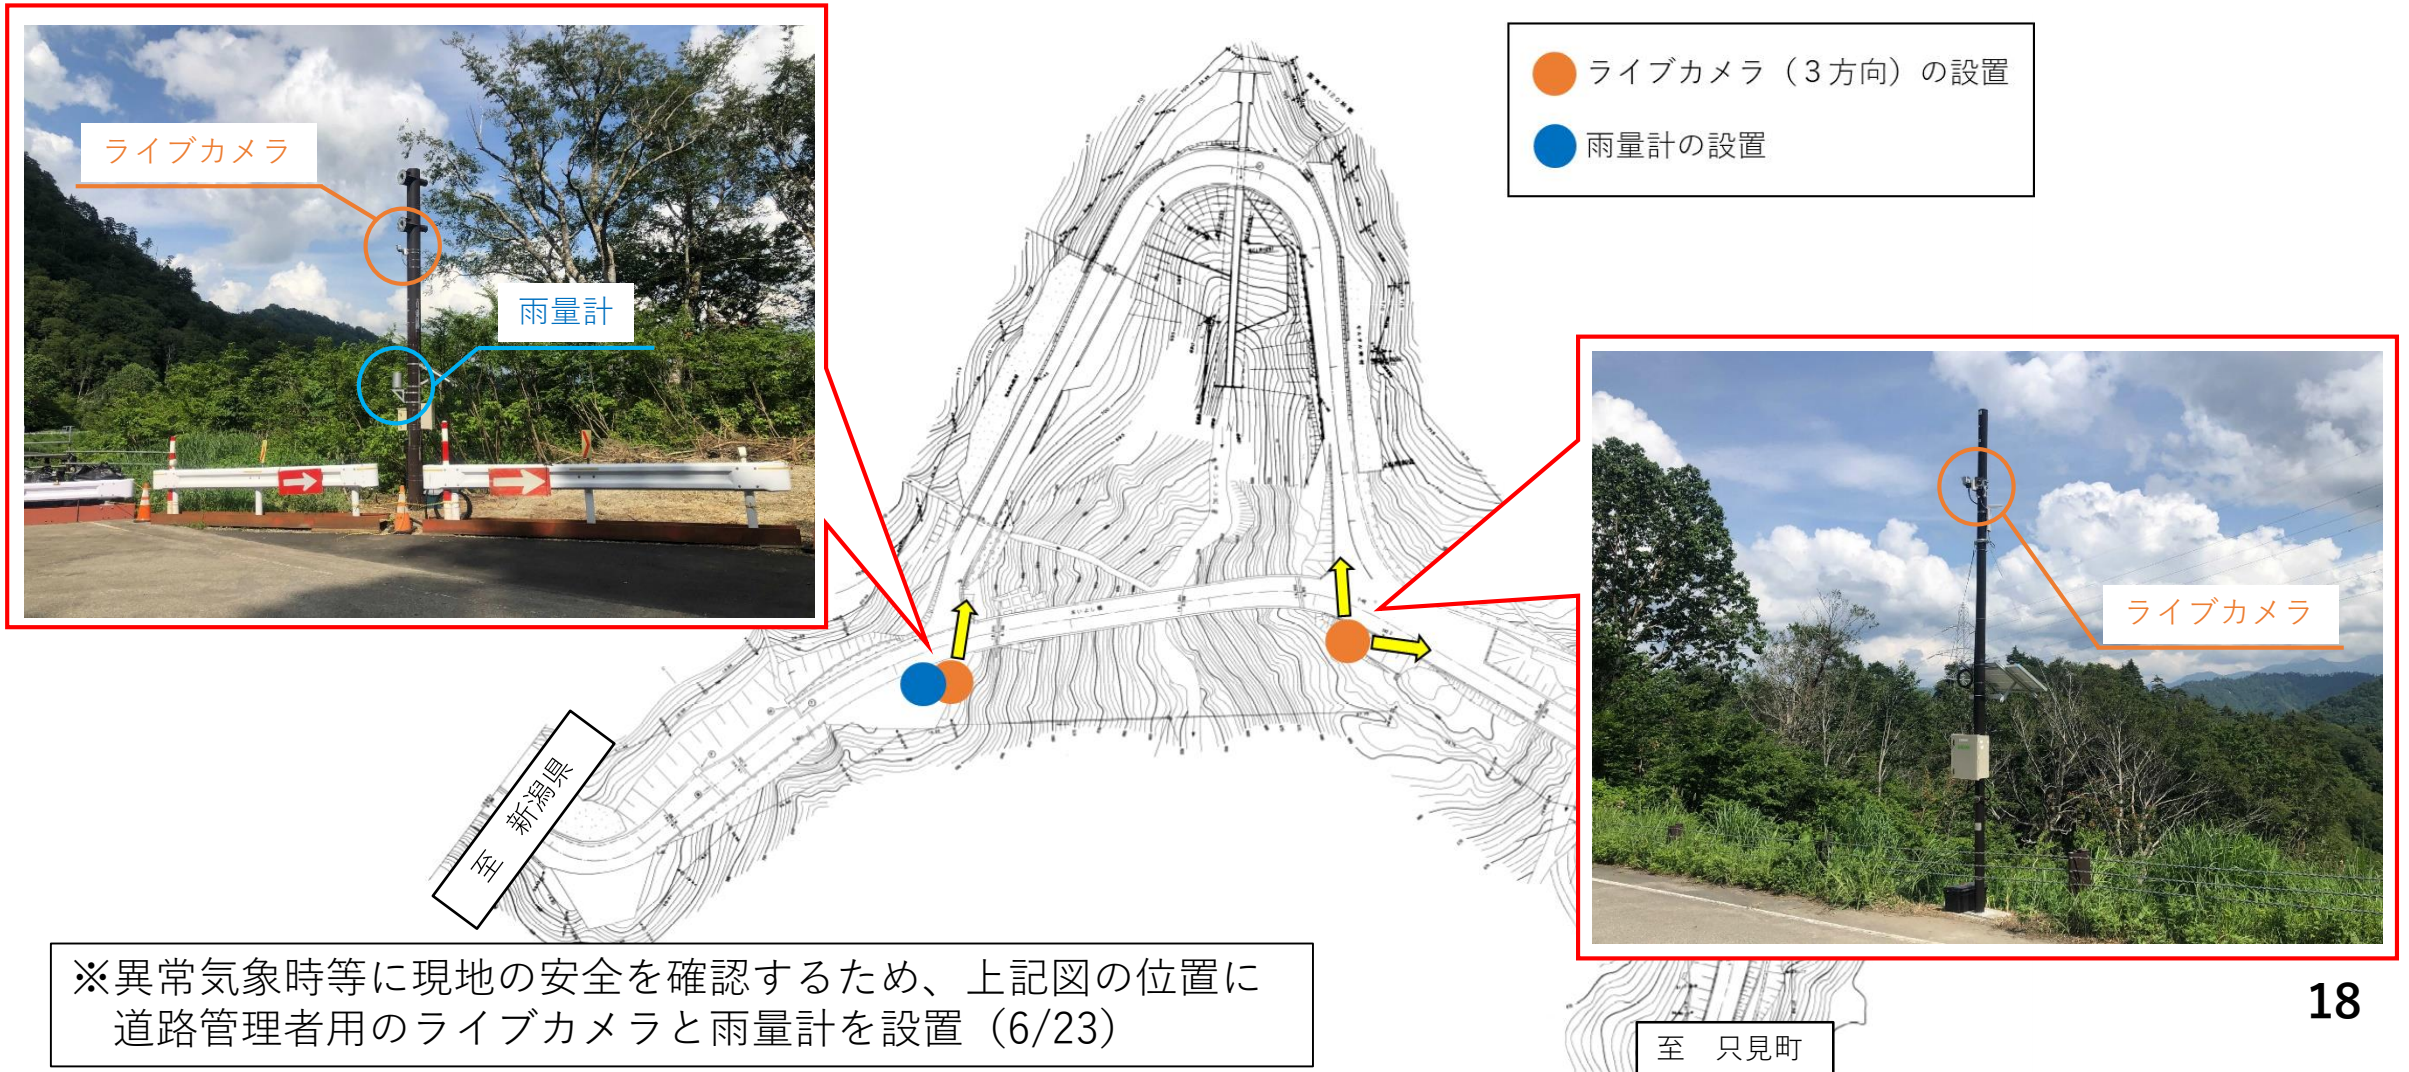 ライブカメラ
雨量計
ライブカメラ（３方向）の設置
雨量計の設置
ライブカメラ
至　新潟県
※異常気象時等に現地の安全を確認するため、上記図の位置に
道路管理者用のライブカメラと雨量計を設置（6/23）
至　只見町
18